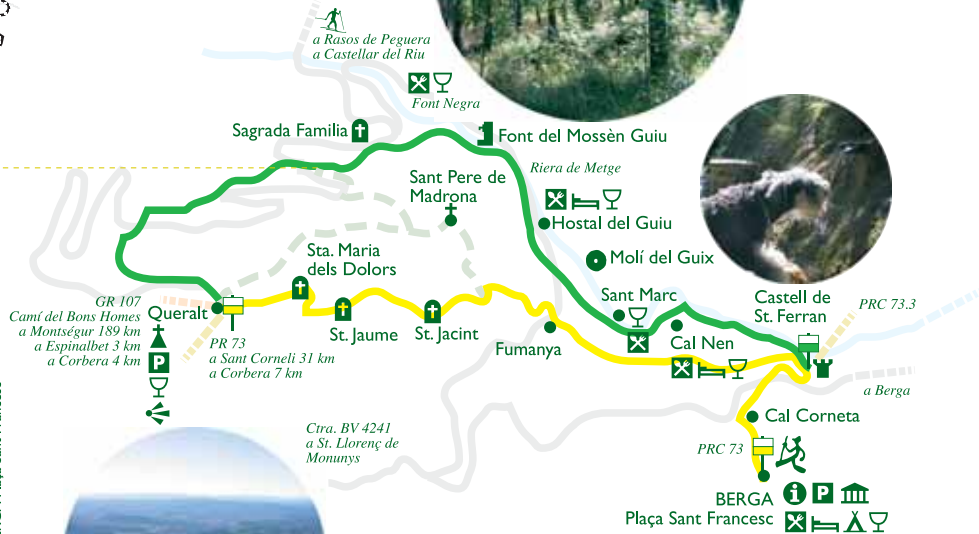 a Rasos de Peguera
a Castellar del Riu
Font Negra
Sagrada Familia
Font del Mossèn Guiu
Riera de Metge
Sant Pere de
Madrona
Hostal del Guiu
Molí del Guix
Sta. Maria
dels Dolors
Sant Marc
Castell de
St. Ferran
PRC 73.3
GR 107
Camí del Bons Homes
a Montségur 189 km
a Espinalbet 3 km
a Corbera 4 km
Queralt
P
PR 73
a Sant Corneli 31 km
a Corbera 7 km
St. Jaume
St. Jacint
Fumanya
Cal Nen
a Berga
Cal Corneta
Ctra. BV 4241
a St. Llorenç de
Monunys
PRC 73
BERGA
i P
Plaça Sant Francesc